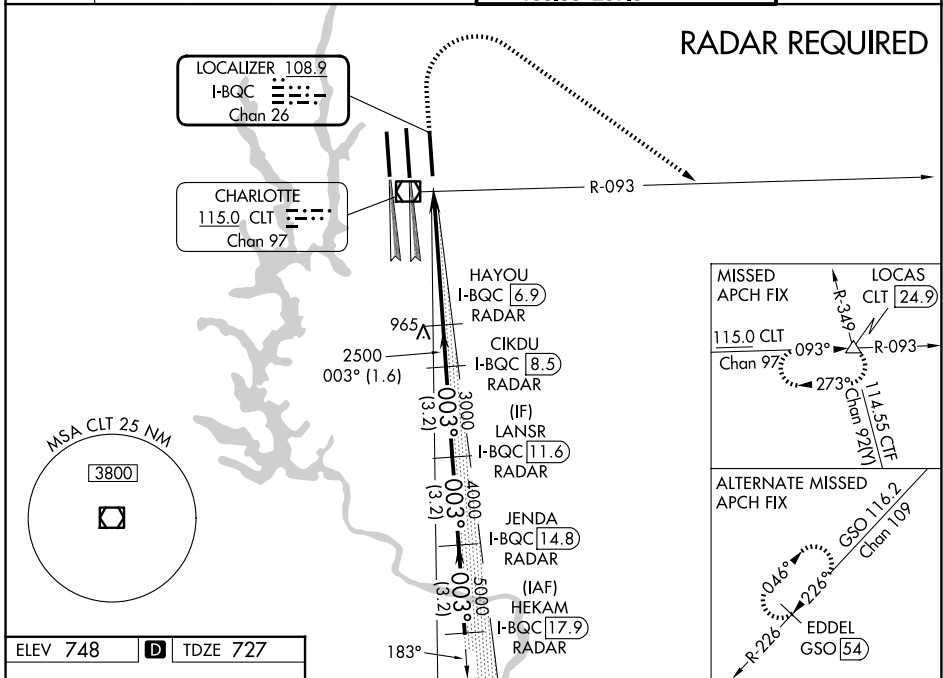 RADAR REQUIRED
LOCALIZER 108.9
I-BQC
Chan 26
CHARLOTTE
115.0 CLT
Chan 97
R-093
HAYOU
I-BQC 6.9
RADAR
965
CIKDU
I-BQC 8.5
RADAR
2500
003° (1.6)
003°
3000
(3.2)
(IF)
LANSR
I-BQC 11.6
RADAR
003°
4000
(3.2)
JENDA
I-BQC 14.8
RADAR
003°
5000
(3.2)
(IAF)
HEKAM
I-BQC 17.9
RADAR
183°
MSA CLT 25 NM
3800
MISSED
APCH FIX
LOCAS
CLT 24.9
R-349
115.0 CLT
Chan 97
093°
R-093
273°
114.55 CTF
Chan 92(Y)
ALTERNATE MISSED
APCH FIX
GSO 116.2
Chan 109
046°
226°
R-226
EDDEL
GSO 54
ELEV 748 D TDZE 727